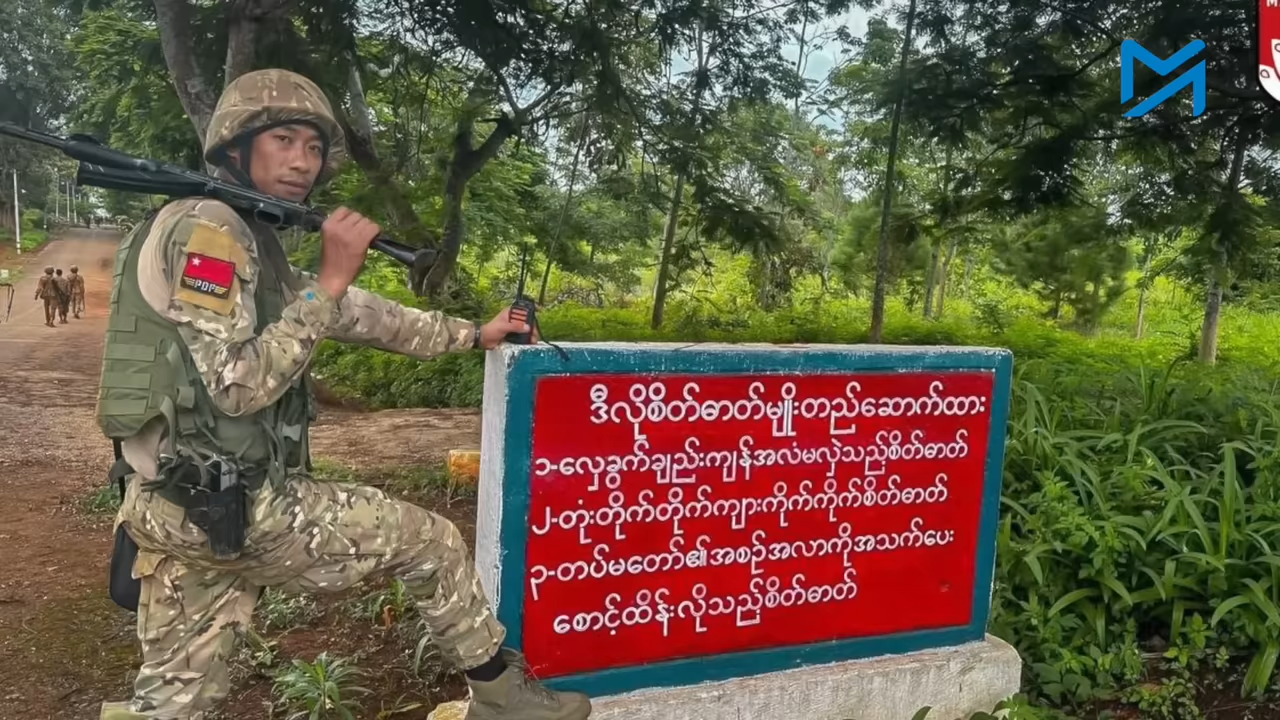 PDF
ဒီလိုစိတ်ဓာတ်မျိုးတည်ဆောက်ထား
၁-လှေခွက်ချည်းကျန်အလံမလှဲသည့်စိတ်ဓာတ်
၂-တုံးတိုက်တိုက်ကျားကိုက်ကိုက်စိတ်ဓာတ်
၃-တပ်မတော်၏အစဉ်အလာကိုအသက်ပေး
စောင့်ထိန်းလိုသည့်စိတ်ဓာတ်